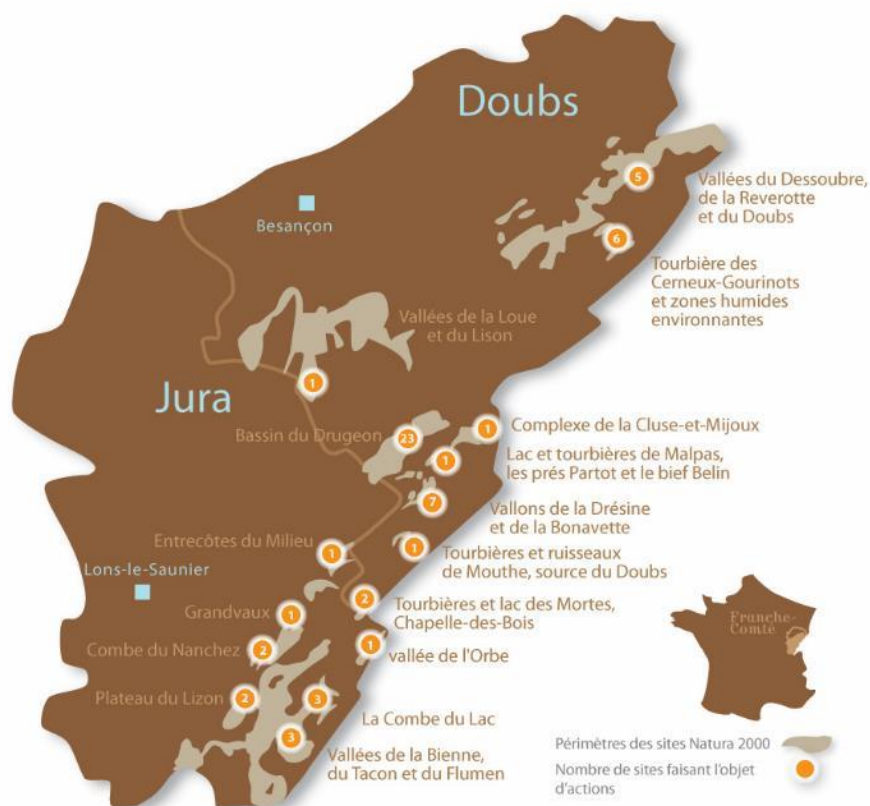 Doubs
5
Vallées du Dessoubre,
de la Reverotte
et du Doubs
Besançon
6
Tourbière des
Cerneux-Gourinots
et zones humides
environnantes
Vallées de la Loue
et du Lison
1
Jura
Bassin du Drugeon
23
1
Complexe de la Cluse-et-Mijoux
1
Lac et tourbières de Malpas,
les prés Partot et le bief Belin
7
Vallons de la Drésine
et de la Bonavette
Entrecôtes du Milieu
1
1
Tourbières et ruisseaux
de Mouthe, source du Doubs
Lons-le-Saunier
Grandvaux
1
2
Tourbières et lac des Mortes,
Chapelle-des-Bois
Combe du Nanchez
2
1
vallée de l'Orbe
Plateau du Lizon
2
3
La Combe du Lac
3
Vallées de la Bienne,
du Tacon et du Flumen
Franche-
Comté
Périmètres des sites Natura 2000
Nombre de sites faisant l'objet
d'actions